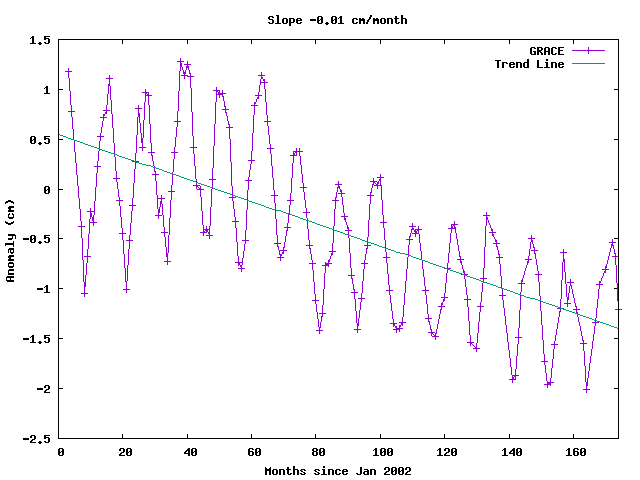 Slope -0.01 cm/month
GRACE
Trend Line
1.5
1
0.5
0
-0.5
-1
-1.5
-2
-2.5
Anomaly (cm)
0 20 40 60 80 100 120 140 160
Months since Jan 2002